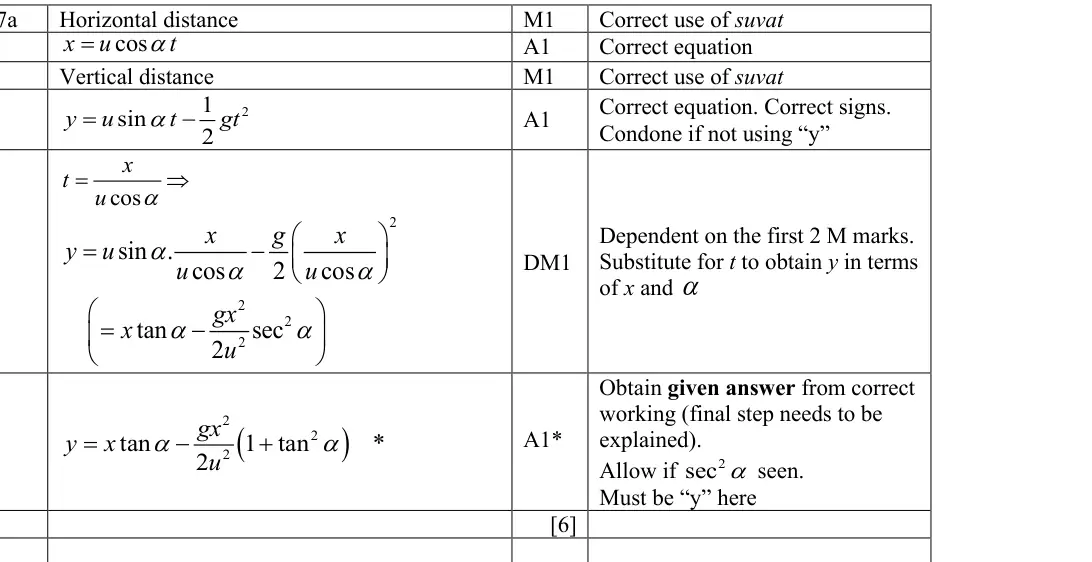 7a Horizontal distance M1 Correct use of suvat
x = u cos α t A1 Correct equation
Vertical distance M1 Correct use of suvat
y = u sin α t − 1/2 gt² A1 Correct equation. Correct signs.
Condone if not using “y”
t = x/(u cos α) ⇒
y = u sin α . x/(u cos α) − g/2 (x/(u cos α))² DM1 Dependent on the first 2 M marks.
Substitute for t to obtain y in terms
of x and α
(= x tan α − gx²/2u² sec² α)
y = x tan α − gx²/2u² (1 + tan² α) * A1* Obtain given answer from correct
working (final step needs to be
explained).
Allow if sec² α seen.
Must be “y” here
[6]